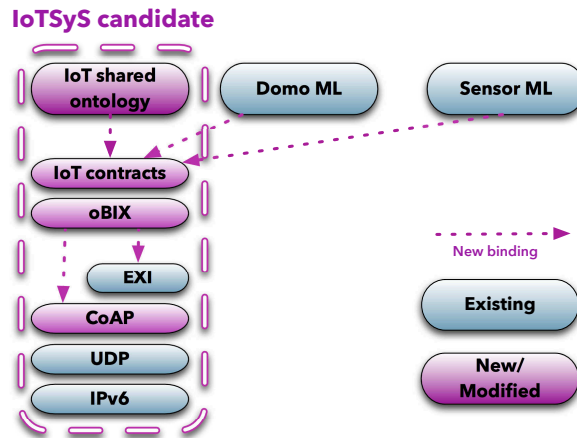 IoTSyS candidate
IoT shared
ontology
Domo ML
Sensor ML
IoT contracts
oBIX
New binding
EXI
Existing
CoAP
UDP
New/
Modified
IPv6